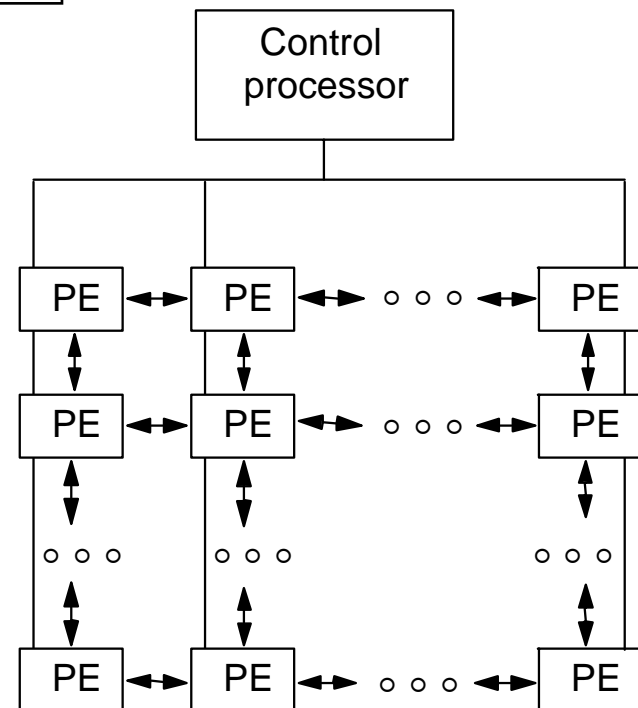 Control
processor
PE PE ○ ○ ○ PE
PE PE ○ ○ ○ PE
○ ○ ○ ○ ○ ○ ○ ○ ○
PE PE ○ ○ ○ PE